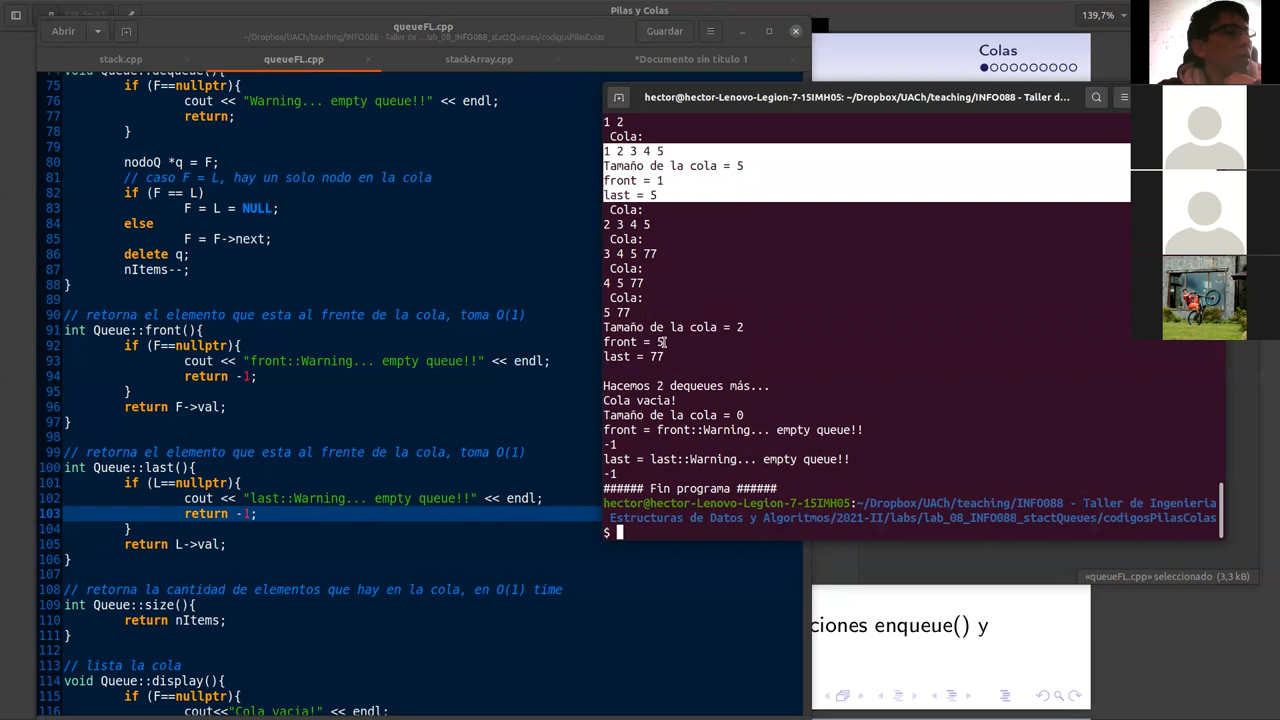 Pilas y Colas
Abrir
queueFL.cpp
~/Dropbox/UACh/teaching/INFO088 - Taller de ...lab_08_INFO088_stactQueues/codigosPilasColas
Guardar
139,7%
stack.cpp
queueFL.cpp
stackArray.cpp
*Documento sin título 1
Colas
75 if (F==nullptr){
76 cout << "Warning... empty queue!!" << endl;
77 return;
78 }
79
80 nodoQ *q = F;
81 // caso F = L, hay un solo nodo en la cola
82 if (F == L)
83 F = L = NULL;
84 else
85 F = F->next;
86 delete q;
87 nItems--;
88 }
89
90 // retorna el elemento que esta al frente de la cola, toma O(1)
91 int Queue::front(){
92 if (F==nullptr){
93 cout << "front::Warning... empty queue!!" << endl;
94 return -1;
95 }
96 return F->val;
97 }
98
99 // retorna el elemento que esta al frente de la cola, toma O(1)
100 int Queue::last(){
101 if (L==nullptr){
102 cout << "last::Warning... empty queue!!" << endl;
103 return -1;
104 }
105 return L->val;
106 }
107
108 // retorna la cantidad de elementos que hay en la cola, en O(1) time
109 int Queue::size(){
110 return nItems;
111 }
112
113 // lista la cola
114 void Queue::display(){
115 if (F==nullptr){
116 cout<<"Cola vacia!" << endl;
hector@hector-Lenovo-Legion-7-15IMH05: ~/Dropbox/UACh/teaching/INFO088 - Taller d...
1 2
Cola:
1 2 3 4 5
Tamaño de la cola = 5
front = 1
last = 5
Cola:
2 3 4 5
Cola:
3 4 5 77
Cola:
4 5 77
Cola:
5 77
Tamaño de la cola = 2
front = 5
last = 77
Hacemos 2 dequeues más...
Cola vacia!
Tamaño de la cola = 0
front = front::Warning... empty queue!!
-1
last = last::Warning... empty queue!!
-1
###### Fin programa ######
hector@hector-Lenovo-Legion-7-15IMH05:~/Dropbox/UACh/teaching/INFO088 - Taller de Ingenieria
Estructuras de Datos y Algoritmos/2021-II/labs/lab_08_INFO088_stactQueues/codigosPilasColas
$
«queueFL.cpp» seleccionado (3,3 kB)
ciones enqueue() y